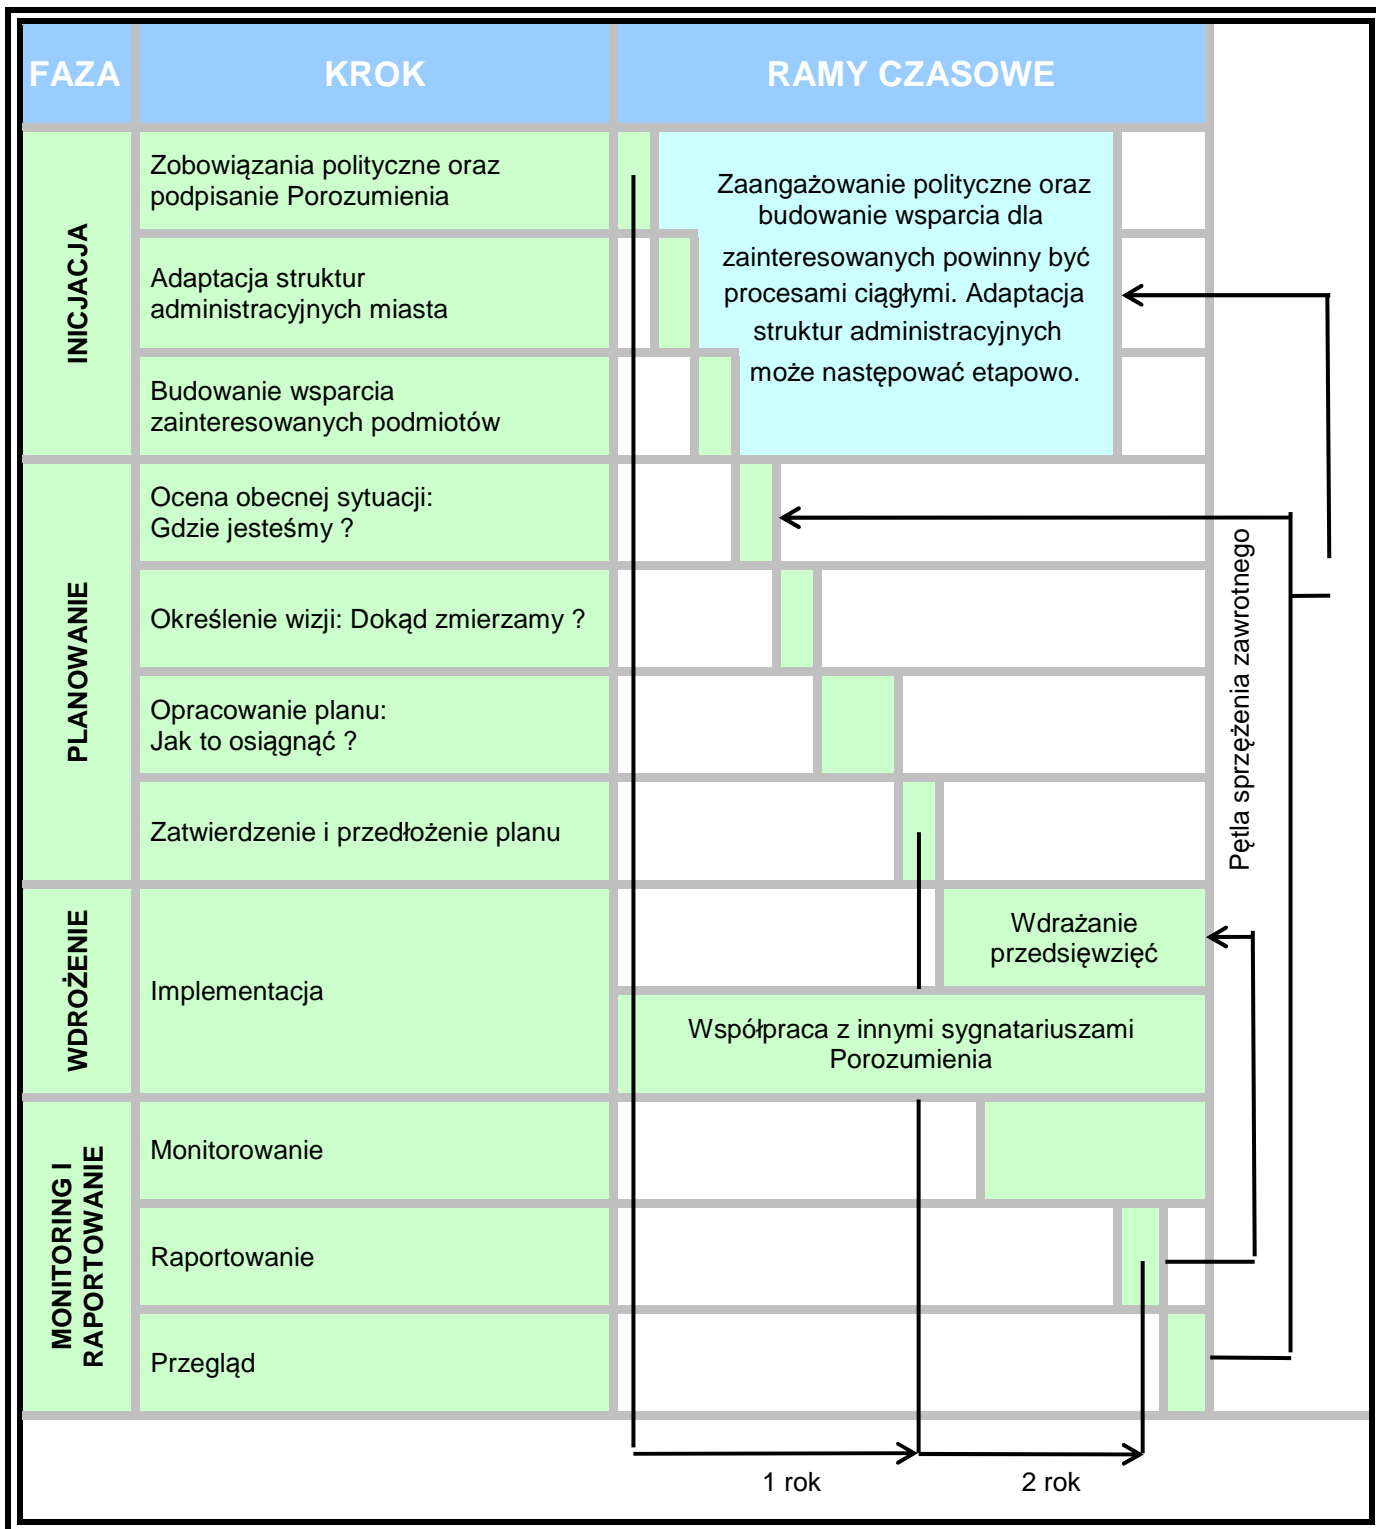 FAZA
KROK
RAMY CZASOWE
INICJACJA
Zobowiązania polityczne oraz
podpisanie Porozumienia
Zaangażowanie polityczne oraz
budowanie wsparcia dla
zainteresowanych powinny być
procesami ciągłymi. Adaptacja
struktur administracyjnych
może następować etapowo.
Adaptacja struktur
administracyjnych miasta
Budowanie wsparcia
zainteresowanych podmiotów
PLANOWANIE
Ocena obecnej sytuacji:
Gdzie jesteśmy ?
Określenie wizji: Dokąd zmierzamy ?
Opracowanie planu:
Jak to osiągnąć ?
Zatwierdzenie i przedłożenie planu
Pętla sprzężenia zawrotnego
WDROŻENIE
Implementacja
Wdrażanie
przedsięwzięć
Współpraca z innymi sygnatariuszami
Porozumienia
MONITORING I
RAPORTOWANIE
Monitorowanie
Raportowanie
Przegląd
1 rok
2 rok